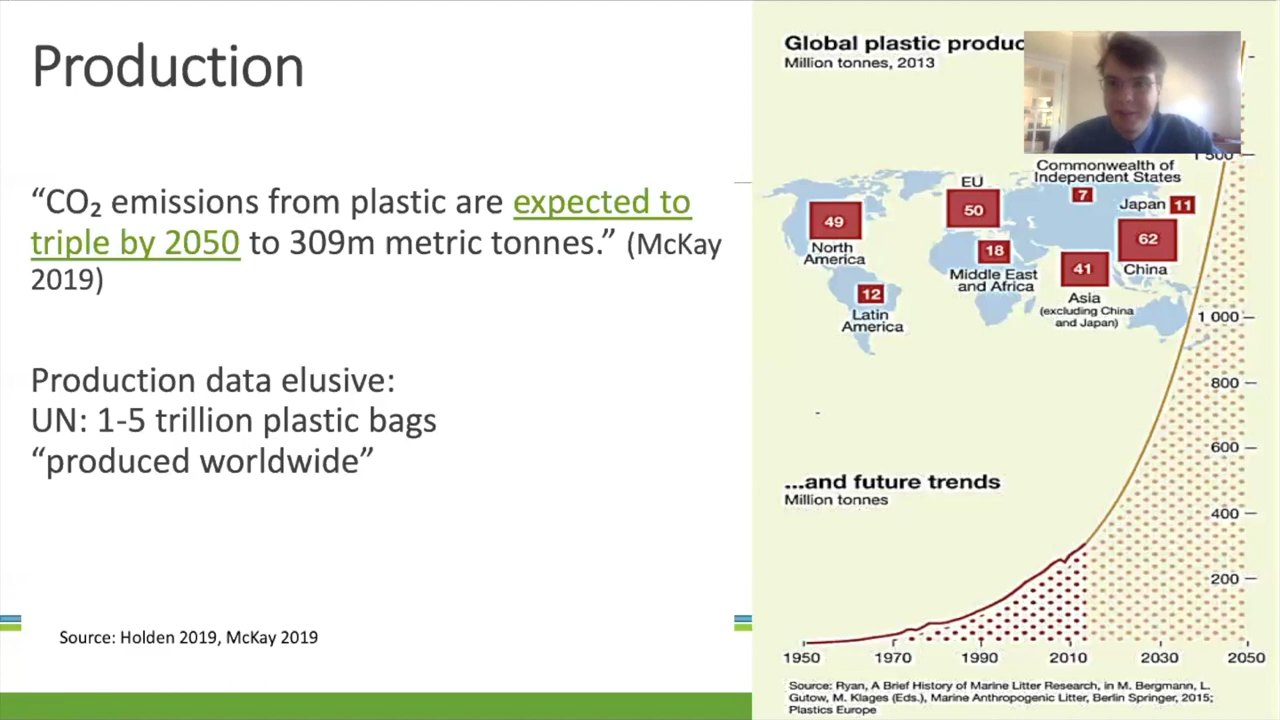 Production
“CO₂ emissions from plastic are expected to
triple by 2050 to 309m metric tonnes.” (McKay
2019)
Production data elusive:
UN: 1-5 trillion plastic bags
“produced worldwide”
Source: Holden 2019, McKay 2019
Global plastic produc
Million tonnes, 2013
49
North
America
EU
50
Commonwealth of
Independent States
7
Japan 11
18
Middle East
and Africa
62
China
41
Asia
(excluding China
and Japan)
12
Latin
America
1 500
1 000
800
600
400
200
...and future trends
Million tonnes
1950 1970 1990 2010 2030 2050
Source: Ryan, A Brief History of Marine Litter Research, in M. Bergmann, L.
Gutow, M. Klages (Eds.), Marine Anthropogenic Litter, Berlin Springer, 2015;
Plastics Europe